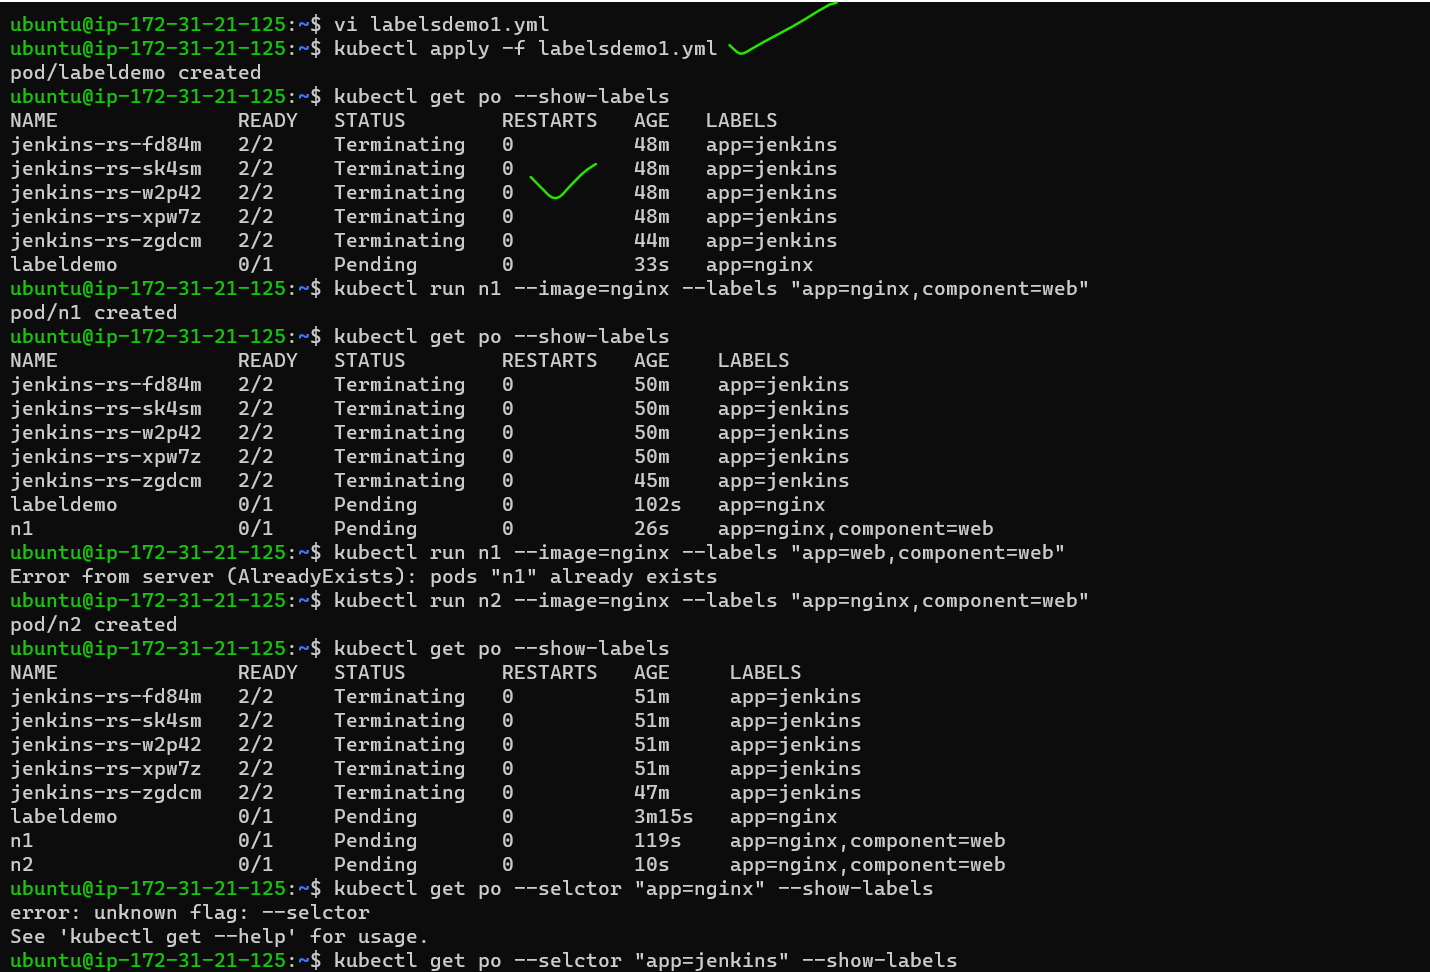 ubuntu@ip-172-31-21-125:~$ vi labelsdemo1.yml
ubuntu@ip-172-31-21-125:~$ kubectl apply -f labelsdemo1.yml
pod/labeldemo created
ubuntu@ip-172-31-21-125:~$ kubectl get po --show-labels
NAME READY STATUS RESTARTS AGE LABELS
jenkins-rs-fd84m 2/2 Terminating 0 48m app=jenkins
jenkins-rs-sk4sm 2/2 Terminating 0 48m app=jenkins
jenkins-rs-w2p42 2/2 Terminating 0 48m app=jenkins
jenkins-rs-xpw7z 2/2 Terminating 0 48m app=jenkins
jenkins-rs-zgdcm 2/2 Terminating 0 44m app=jenkins
labeldemo 0/1 Pending 0 33s app=nginx
ubuntu@ip-172-31-21-125:~$ kubectl run n1 --image=nginx --labels "app=nginx,component=web"
pod/n1 created
ubuntu@ip-172-31-21-125:~$ kubectl get po --show-labels
NAME READY STATUS RESTARTS AGE LABELS
jenkins-rs-fd84m 2/2 Terminating 0 50m app=jenkins
jenkins-rs-sk4sm 2/2 Terminating 0 50m app=jenkins
jenkins-rs-w2p42 2/2 Terminating 0 50m app=jenkins
jenkins-rs-xpw7z 2/2 Terminating 0 50m app=jenkins
jenkins-rs-zgdcm 2/2 Terminating 0 45m app=jenkins
labeldemo 0/1 Pending 0 102s app=nginx
n1 0/1 Pending 0 26s app=nginx,component=web
ubuntu@ip-172-31-21-125:~$ kubectl run n1 --image=nginx --labels "app=web,component=web"
Error from server (AlreadyExists): pods "n1" already exists
ubuntu@ip-172-31-21-125:~$ kubectl run n2 --image=nginx --labels "app=nginx,component=web"
pod/n2 created
ubuntu@ip-172-31-21-125:~$ kubectl get po --show-labels
NAME READY STATUS RESTARTS AGE LABELS
jenkins-rs-fd84m 2/2 Terminating 0 51m app=jenkins
jenkins-rs-sk4sm 2/2 Terminating 0 51m app=jenkins
jenkins-rs-w2p42 2/2 Terminating 0 51m app=jenkins
jenkins-rs-xpw7z 2/2 Terminating 0 51m app=jenkins
jenkins-rs-zgdcm 2/2 Terminating 0 47m app=jenkins
labeldemo 0/1 Pending 0 3m15s app=nginx
n1 0/1 Pending 0 119s app=nginx,component=web
n2 0/1 Pending 0 10s app=nginx,component=web
ubuntu@ip-172-31-21-125:~$ kubectl get po --selctor "app=nginx" --show-labels
error: unknown flag: --selctor
See 'kubectl get --help' for usage.
ubuntu@ip-172-31-21-125:~$ kubectl get po --selctor "app=jenkins" --show-labels